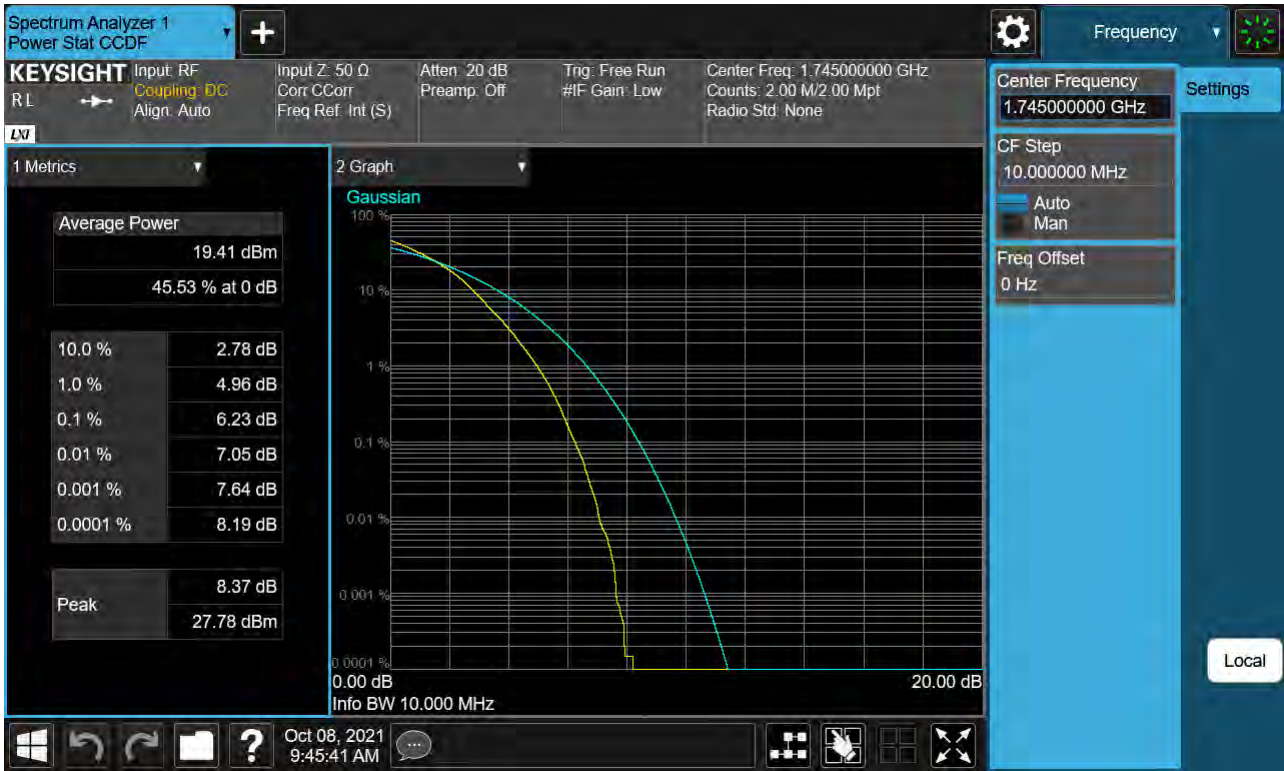 Spectrum Analyzer 1
Power Stat CCDF
Frequency
KEYSIGHT
RL
LXI
Input: RF
Coupling: DC
Align: Auto
Input Z: 50 Ω
Corr CCorr
Freq Ref: Int (S)
Atten: 20 dB
Preamp: Off
Trig: Free Run
#IF Gain: Low
Center Freq: 1.745000000 GHz
Counts: 2.00 M/2.00 Mpt
Radio Std: None
1 Metrics
Average Power
19.41 dBm
45.53 % at 0 dB
10.0 % 2.78 dB
1.0 % 4.96 dB
0.1 % 6.23 dB
0.01 % 7.05 dB
0.001 % 7.64 dB
0.0001 % 8.19 dB
Peak
8.37 dB
27.78 dBm
2 Graph
Gaussian
100 %
10 %
1 %
0.1 %
0.01 %
0.001 %
0.0001 %
0.00 dB 20.00 dB
Info BW 10.000 MHz
Center Frequency
1.745000000 GHz
CF Step
10.000000 MHz
Auto
Man
Freq Offset
0 Hz
Settings
Local
Oct 08, 2021
9:45:41 AM